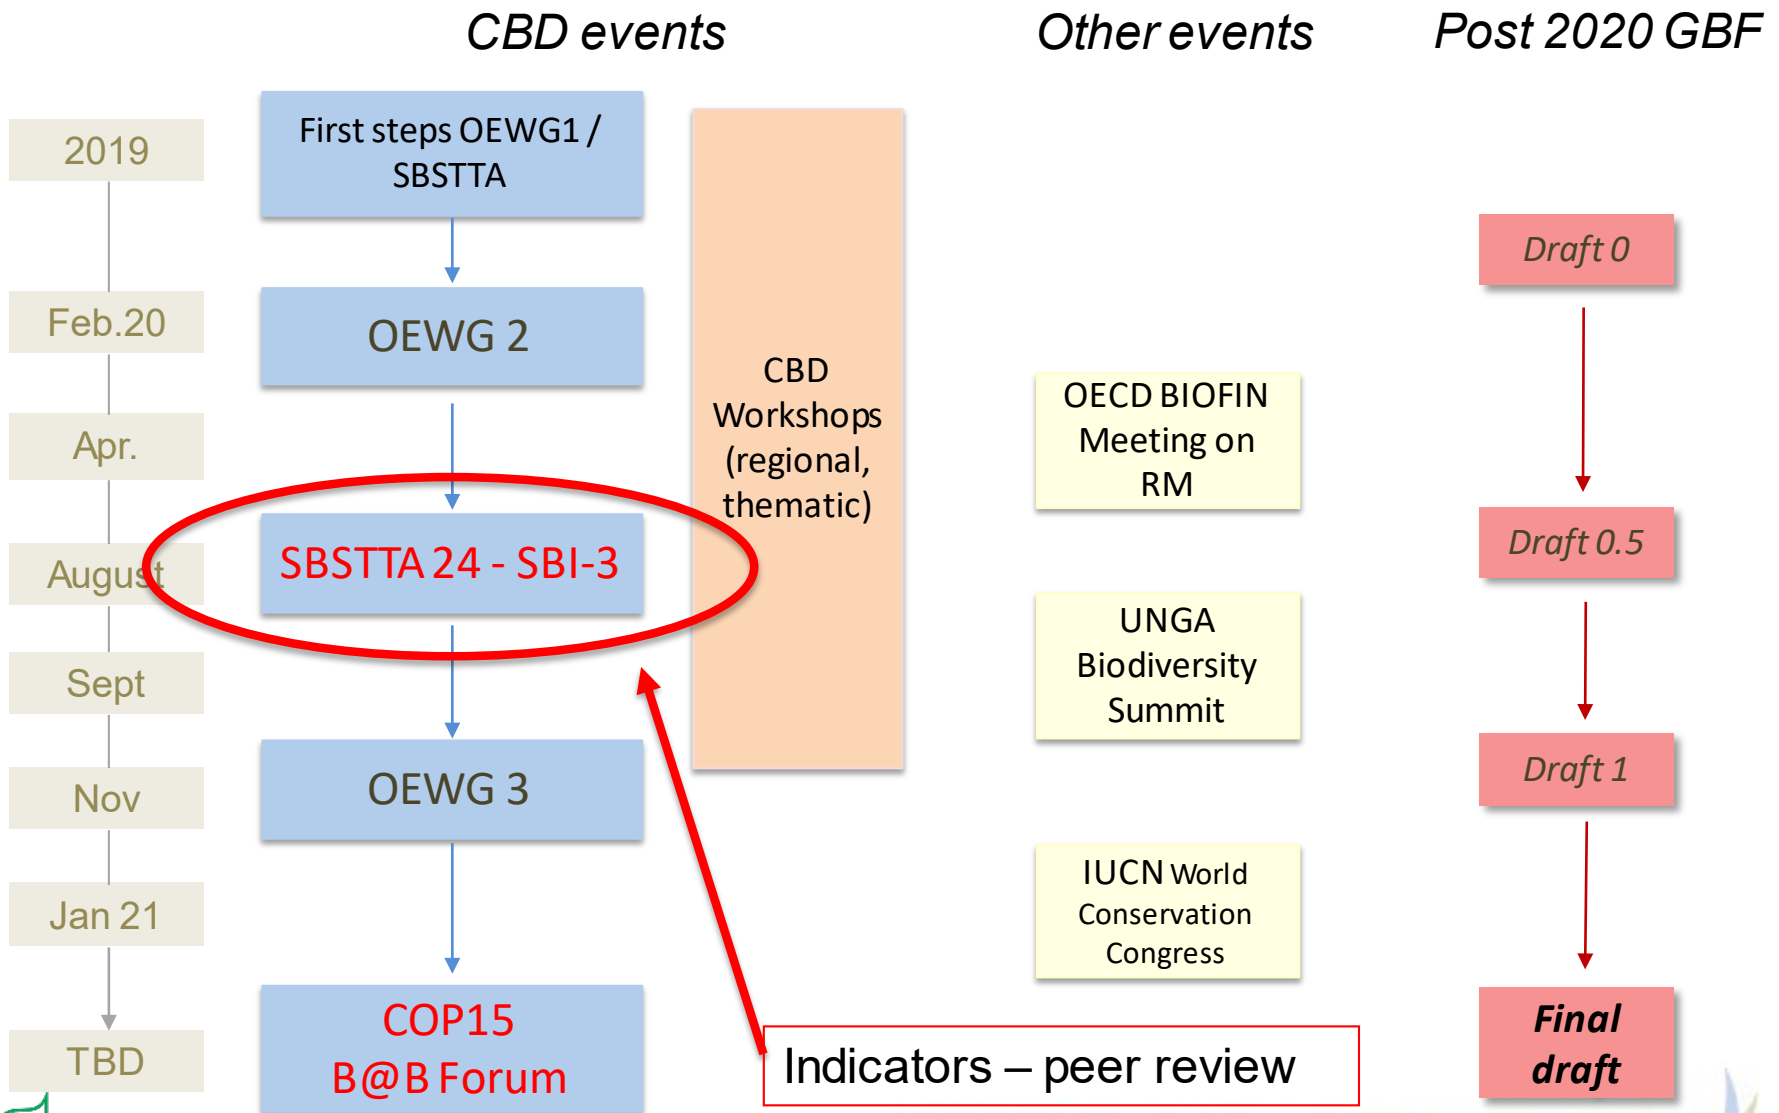 CBD events
Other events
Post 2020 GBF
2019
Feb.20
Apr.
August
Sept
Nov
Jan 21
TBD
First steps OEWG1 /
SBSTTA
OEWG 2
SBSTTA 24 - SBI-3
OEWG 3
COP15
B@B Forum
CBD
Workshops
(regional,
thematic)
OECD BIOFIN
Meeting on
RM
UNGA
Biodiversity
Summit
IUCN World
Conservation
Congress
Draft 0
Draft 0.5
Draft 1
Final
draft
Indicators – peer review